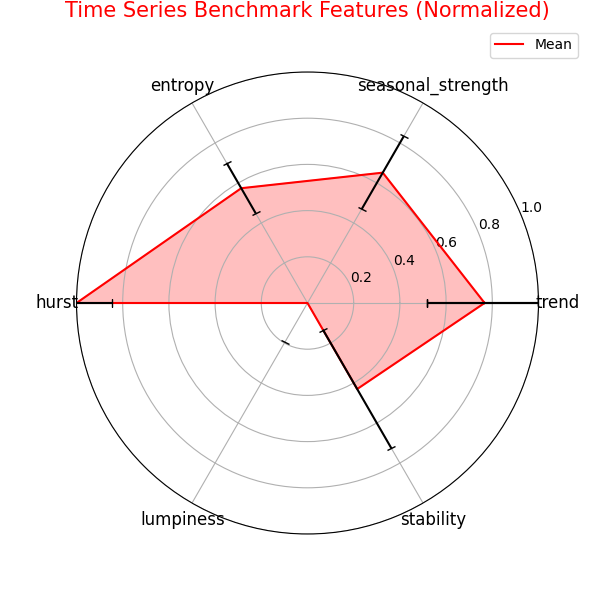 Time Series Benchmark Features (Normalized)
Mean
entropy
seasonal_strength
1.0
0.8
0.6
0.4
0.2
hurst
trend
lumpiness
stability